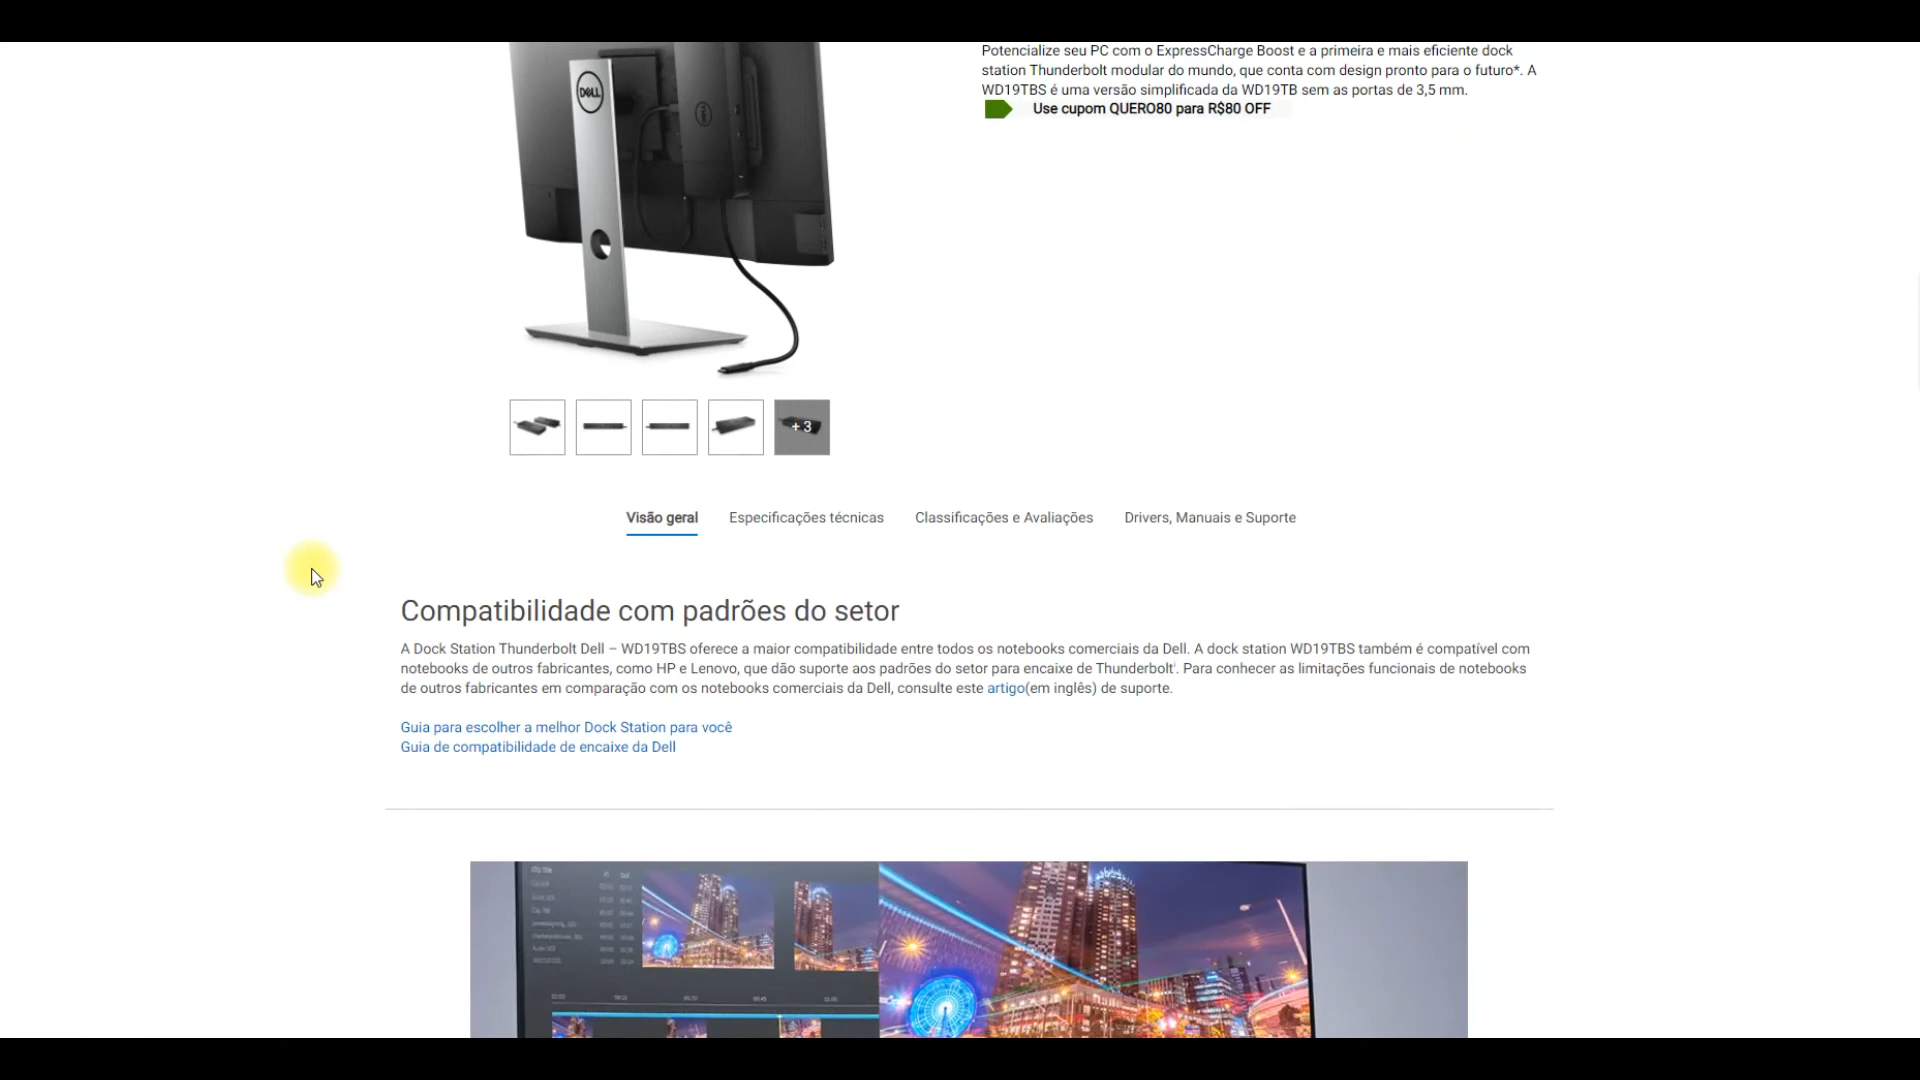 Potencialize seu PC com o ExpressCharge Boost e a primeira e mais eficiente dock
station Thunderbolt modular do mundo, que conta com design pronto para o futuro*. A
WD19TBS é uma versão simplificada da WD19TB sem as portas de 3,5 mm.
Use cupom QUERO80 para R$80 OFF
DELL
DELL
+ 3
Visão geral
Especificações técnicas
Classificações e Avaliações
Drivers, Manuais e Suporte
Compatibilidade com padrões do setor
A Dock Station Thunderbolt Dell – WD19TBS oferece a maior compatibilidade entre todos os notebooks comerciais da Dell. A dock station WD19TBS também é compatível com
notebooks de outros fabricantes, como HP e Lenovo, que dão suporte aos padrões do setor para encaixe de Thunderbolt. Para conhecer as limitações funcionais de notebooks
de outros fabricantes em comparação com os notebooks comerciais da Dell, consulte este artigo(em inglês) de suporte.
Guia para escolher a melhor Dock Station para você
Guia de compatibilidade de encaixe da Dell